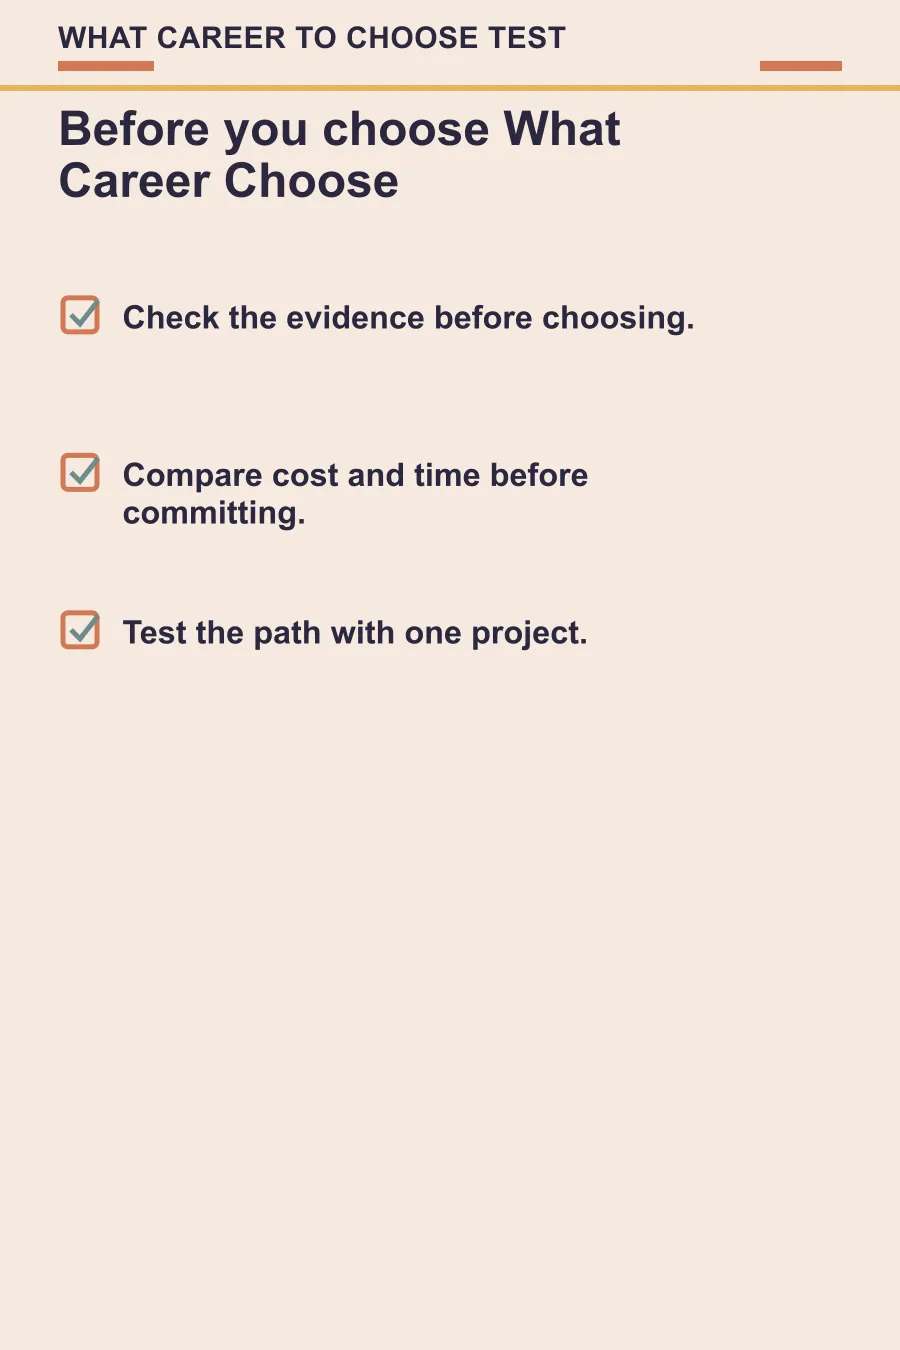 WHAT CAREER TO CHOOSE TEST
Before you choose What
Career Choose
Check the evidence before choosing.
Compare cost and time before
committing.
Test the path with one project.